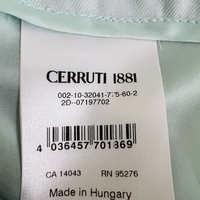 CERRUTI 1881
002-10-32041-775-60-2
2D--07197702
4 036457 701869
CA 14043 RN 95276
Made in Hungary